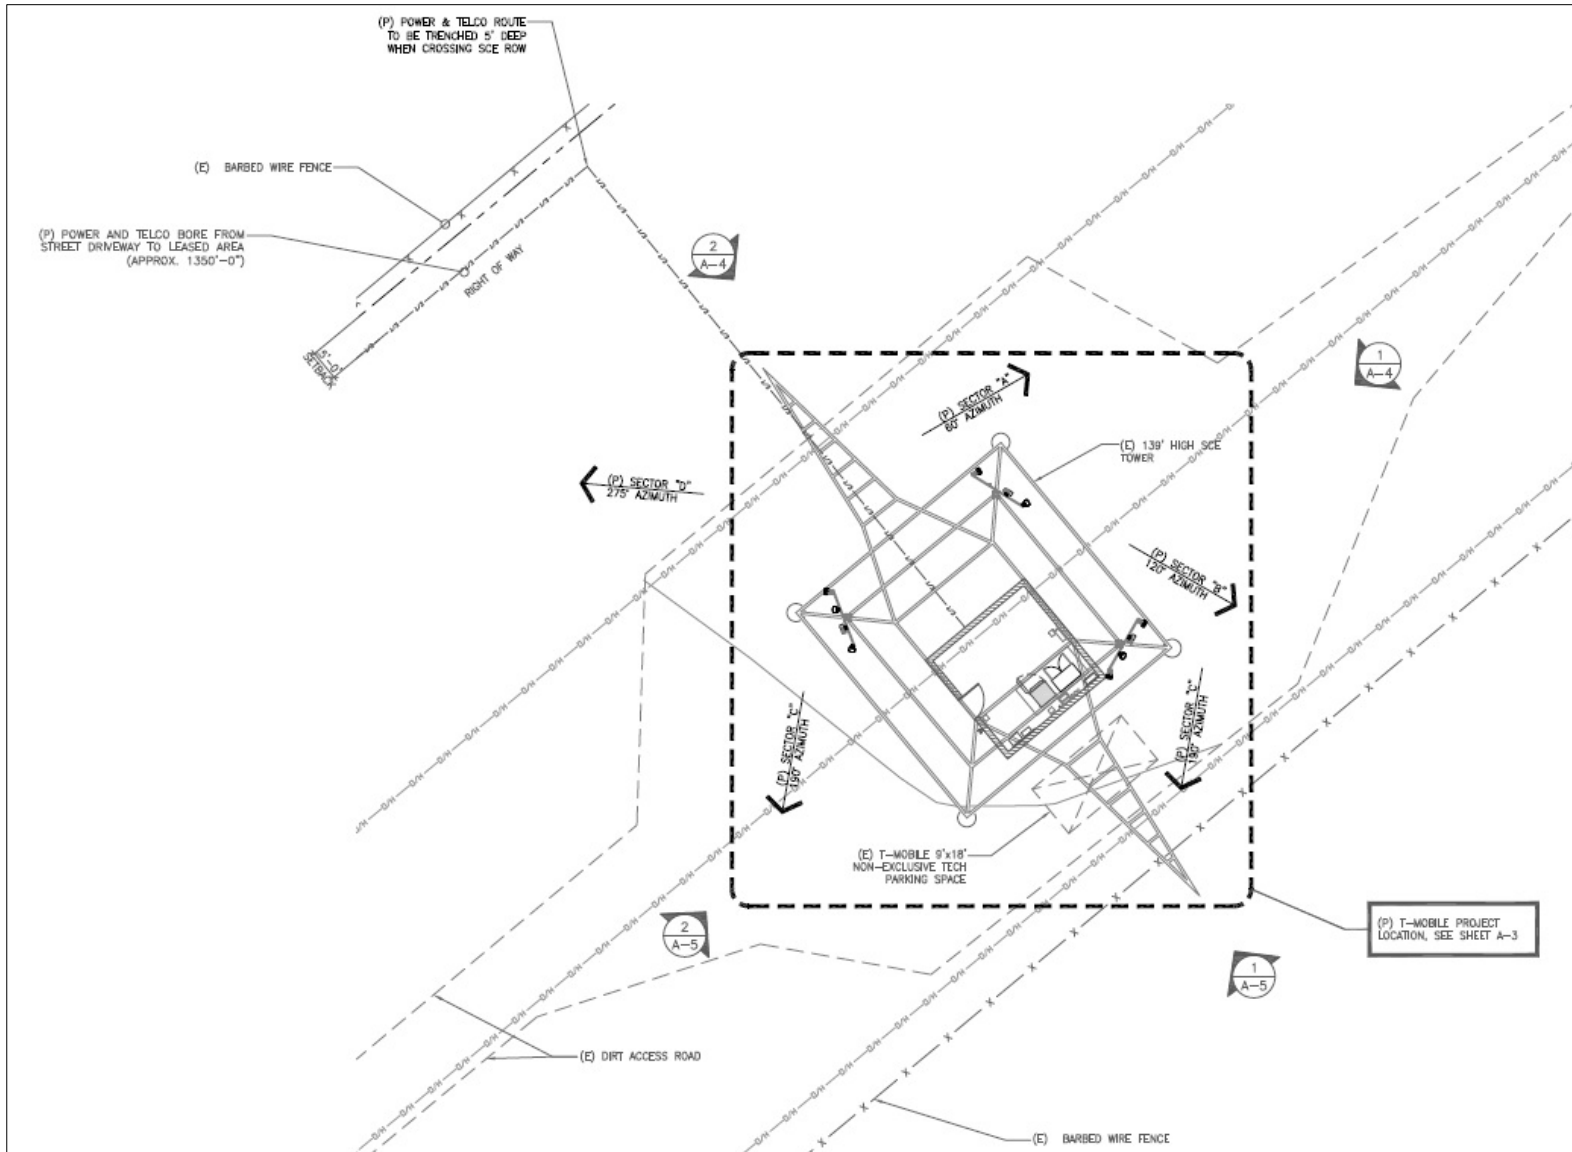 (P) POWER & TELCO ROUTE
TO BE TRENCHED 5' DEEP
WHEN CROSSING SCE ROW
(E) BARBED WIRE FENCE
(P) POWER AND TELCO BORE FROM
STREET DRIVEWAY TO LEASED AREA
(APPROX. 1350'-0")
RIGHT OF WAY
5'-0"
SETBACK
2
A-4
1
A-4
(P) SECTOR "A"
60° AZIMUTH
(E) 139' HIGH SCE
TOWER
(P) SECTOR "D"
275° AZIMUTH
(P) SECTOR "B"
120° AZIMUTH
(P) SECTOR "C"
190° AZIMUTH
(P) SECTOR "C"
190° AZIMUTH
(E) T-MOBILE 9'x18'
NON-EXCLUSIVE TECH
PARKING SPACE
2
A-5
(P) T-MOBILE PROJECT
LOCATION, SEE SHEET A-3
1
A-5
(E) DIRT ACCESS ROAD
(E) BARBED WIRE FENCE